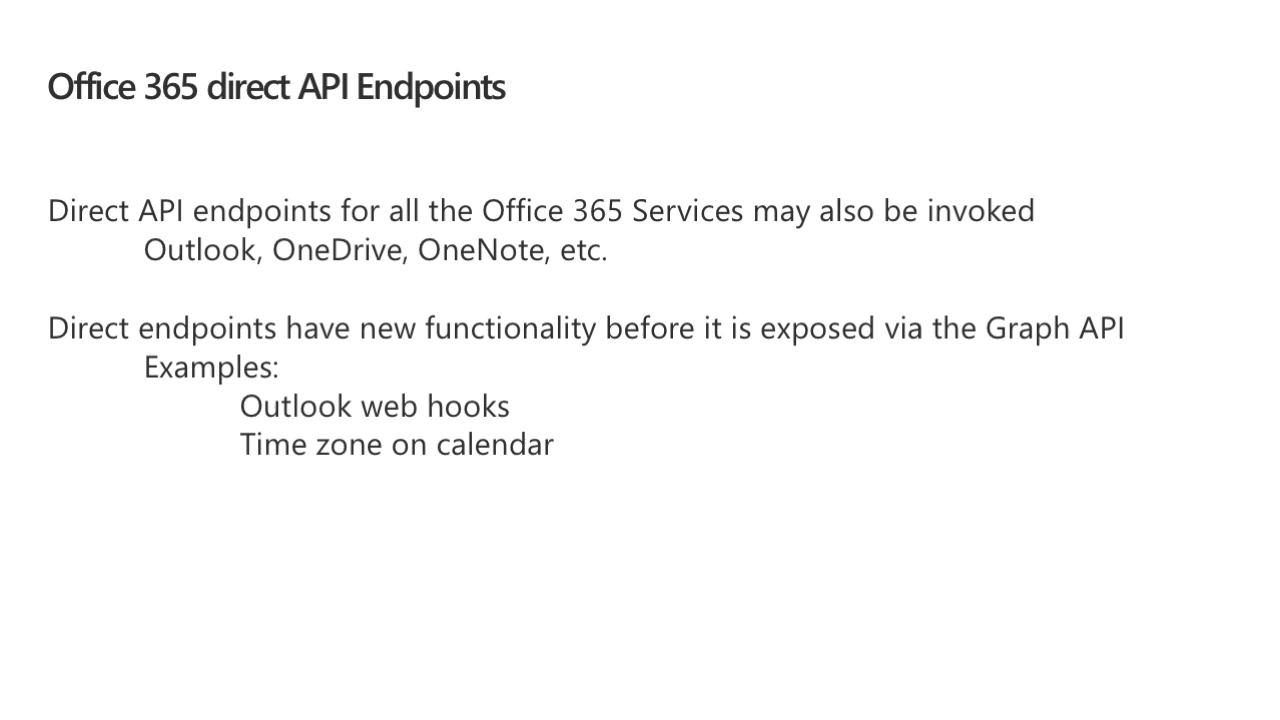 Office 365 direct API Endpoints
Direct API endpoints for all the Office 365 Services may also be invoked
Outlook, OneDrive, OneNote, etc.
Direct endpoints have new functionality before it is exposed via the Graph API
Examples:
Outlook web hooks
Time zone on calendar